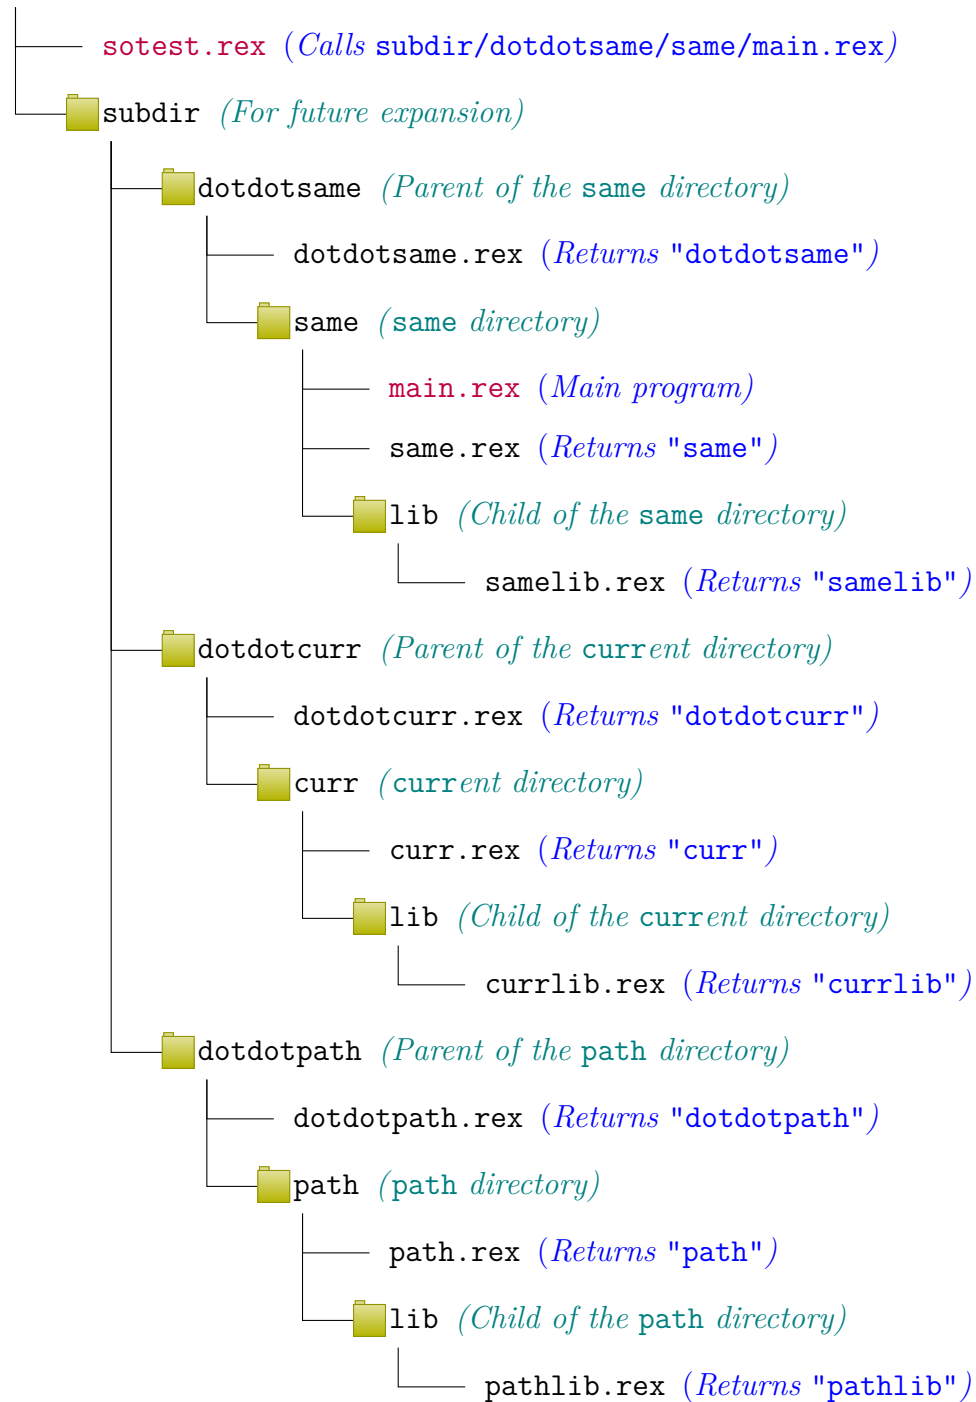 sotest.rex (Calls subdir/dotdotsame/same/main.rex)
subdir (For future expansion)
dotdotsame (Parent of the same directory)
dotdotsame.rex (Returns "dotdotsame")
same (same directory)
main.rex (Main program)
same.rex (Returns "same")
lib (Child of the same directory)
samelib.rex (Returns "samelib")
dotdotcurr (Parent of the current directory)
dotdotcurr.rex (Returns "dotdotcurr")
curr (current directory)
curr.rex (Returns "curr")
lib (Child of the current directory)
currlib.rex (Returns "currlib")
dotdotpath (Parent of the path directory)
dotdotpath.rex (Returns "dotdotpath")
path (path directory)
path.rex (Returns "path")
lib (Child of the path directory)
pathlib.rex (Returns "pathlib")